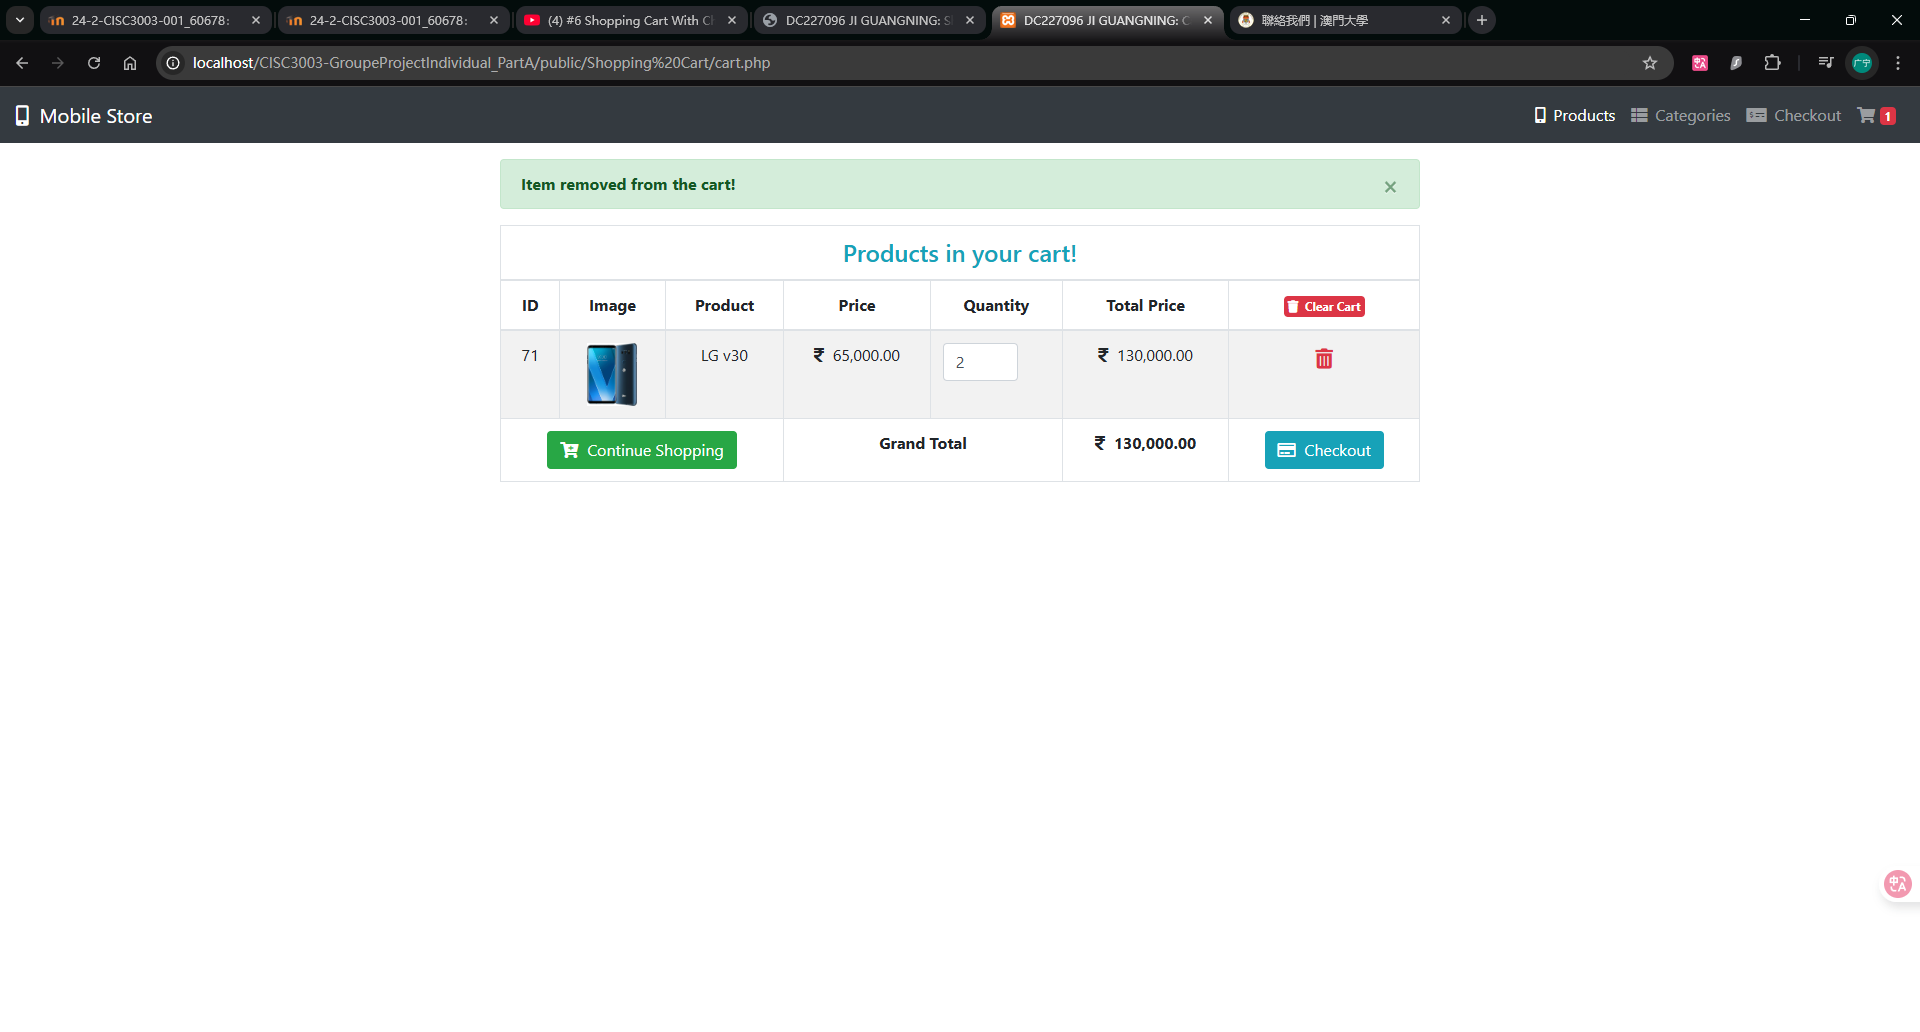 24-2-CISC3003-001_60678:
24-2-CISC3003-001_60678:
(4) #6 Shopping Cart With C
DC227096 JI GUANGNING: S
DC227096 JI GUANGNING: C
聯絡我們 | 澳門大學
localhost/CISC3003-GroupeProjectIndividual_PartA/public/Shopping%20Cart/cart.php
广宁
Mobile Store
Products
Categories
Checkout
1
Item removed from the cart!
×
Products in your cart!
ID Image Product Price Quantity Total Price Clear Cart
71 LG v30 ₹ 65,000.00 2 ₹ 130,000.00
Continue Shopping Grand Total ₹ 130,000.00 Checkout